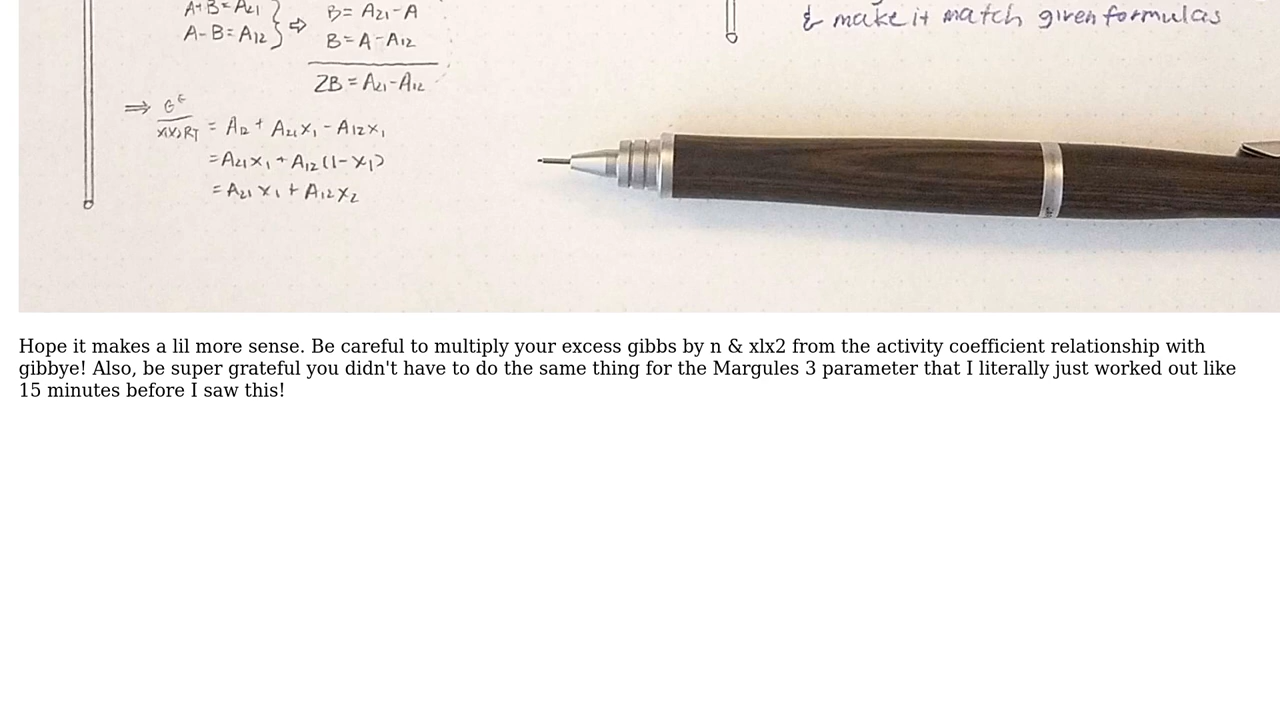 A+B=A21
A-B=A12
⇨
B= A21-A
B=A-A12
2B=A21-A12
⇒ G^E/x1x2RT = A12 + A21x1 - A12x1
=A21x1+A12(1-x1)
=A21x1+A12x2
& make it match given formulas
Hope it makes a lil more sense. Be careful to multiply your excess gibbs by n & xlx2 from the activity coefficient relationship with
gibbye! Also, be super grateful you didn't have to do the same thing for the Margules 3 parameter that I literally just worked out like
15 minutes before I saw this!